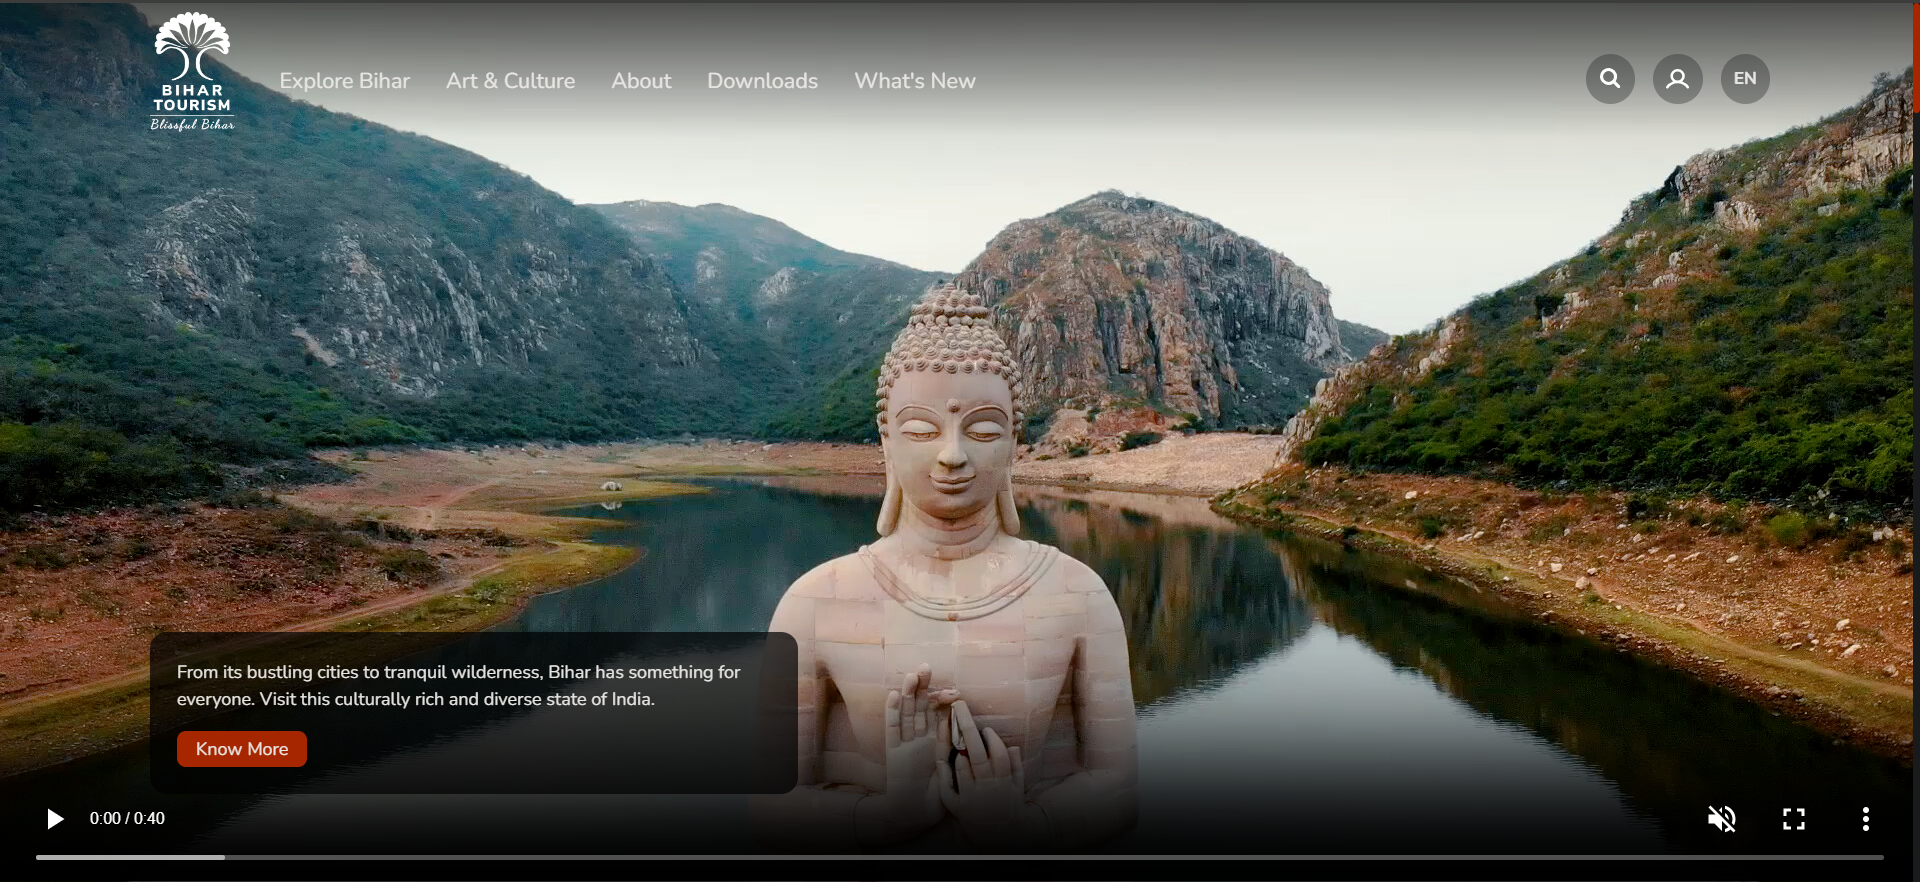 BIHAR
TOURISM
Blissful Bihar
Explore Bihar
Art & Culture
About
Downloads
What's New
EN
From its bustling cities to tranquil wilderness, Bihar has something for
everyone. Visit this culturally rich and diverse state of India.
Know More
0:00 / 0:40